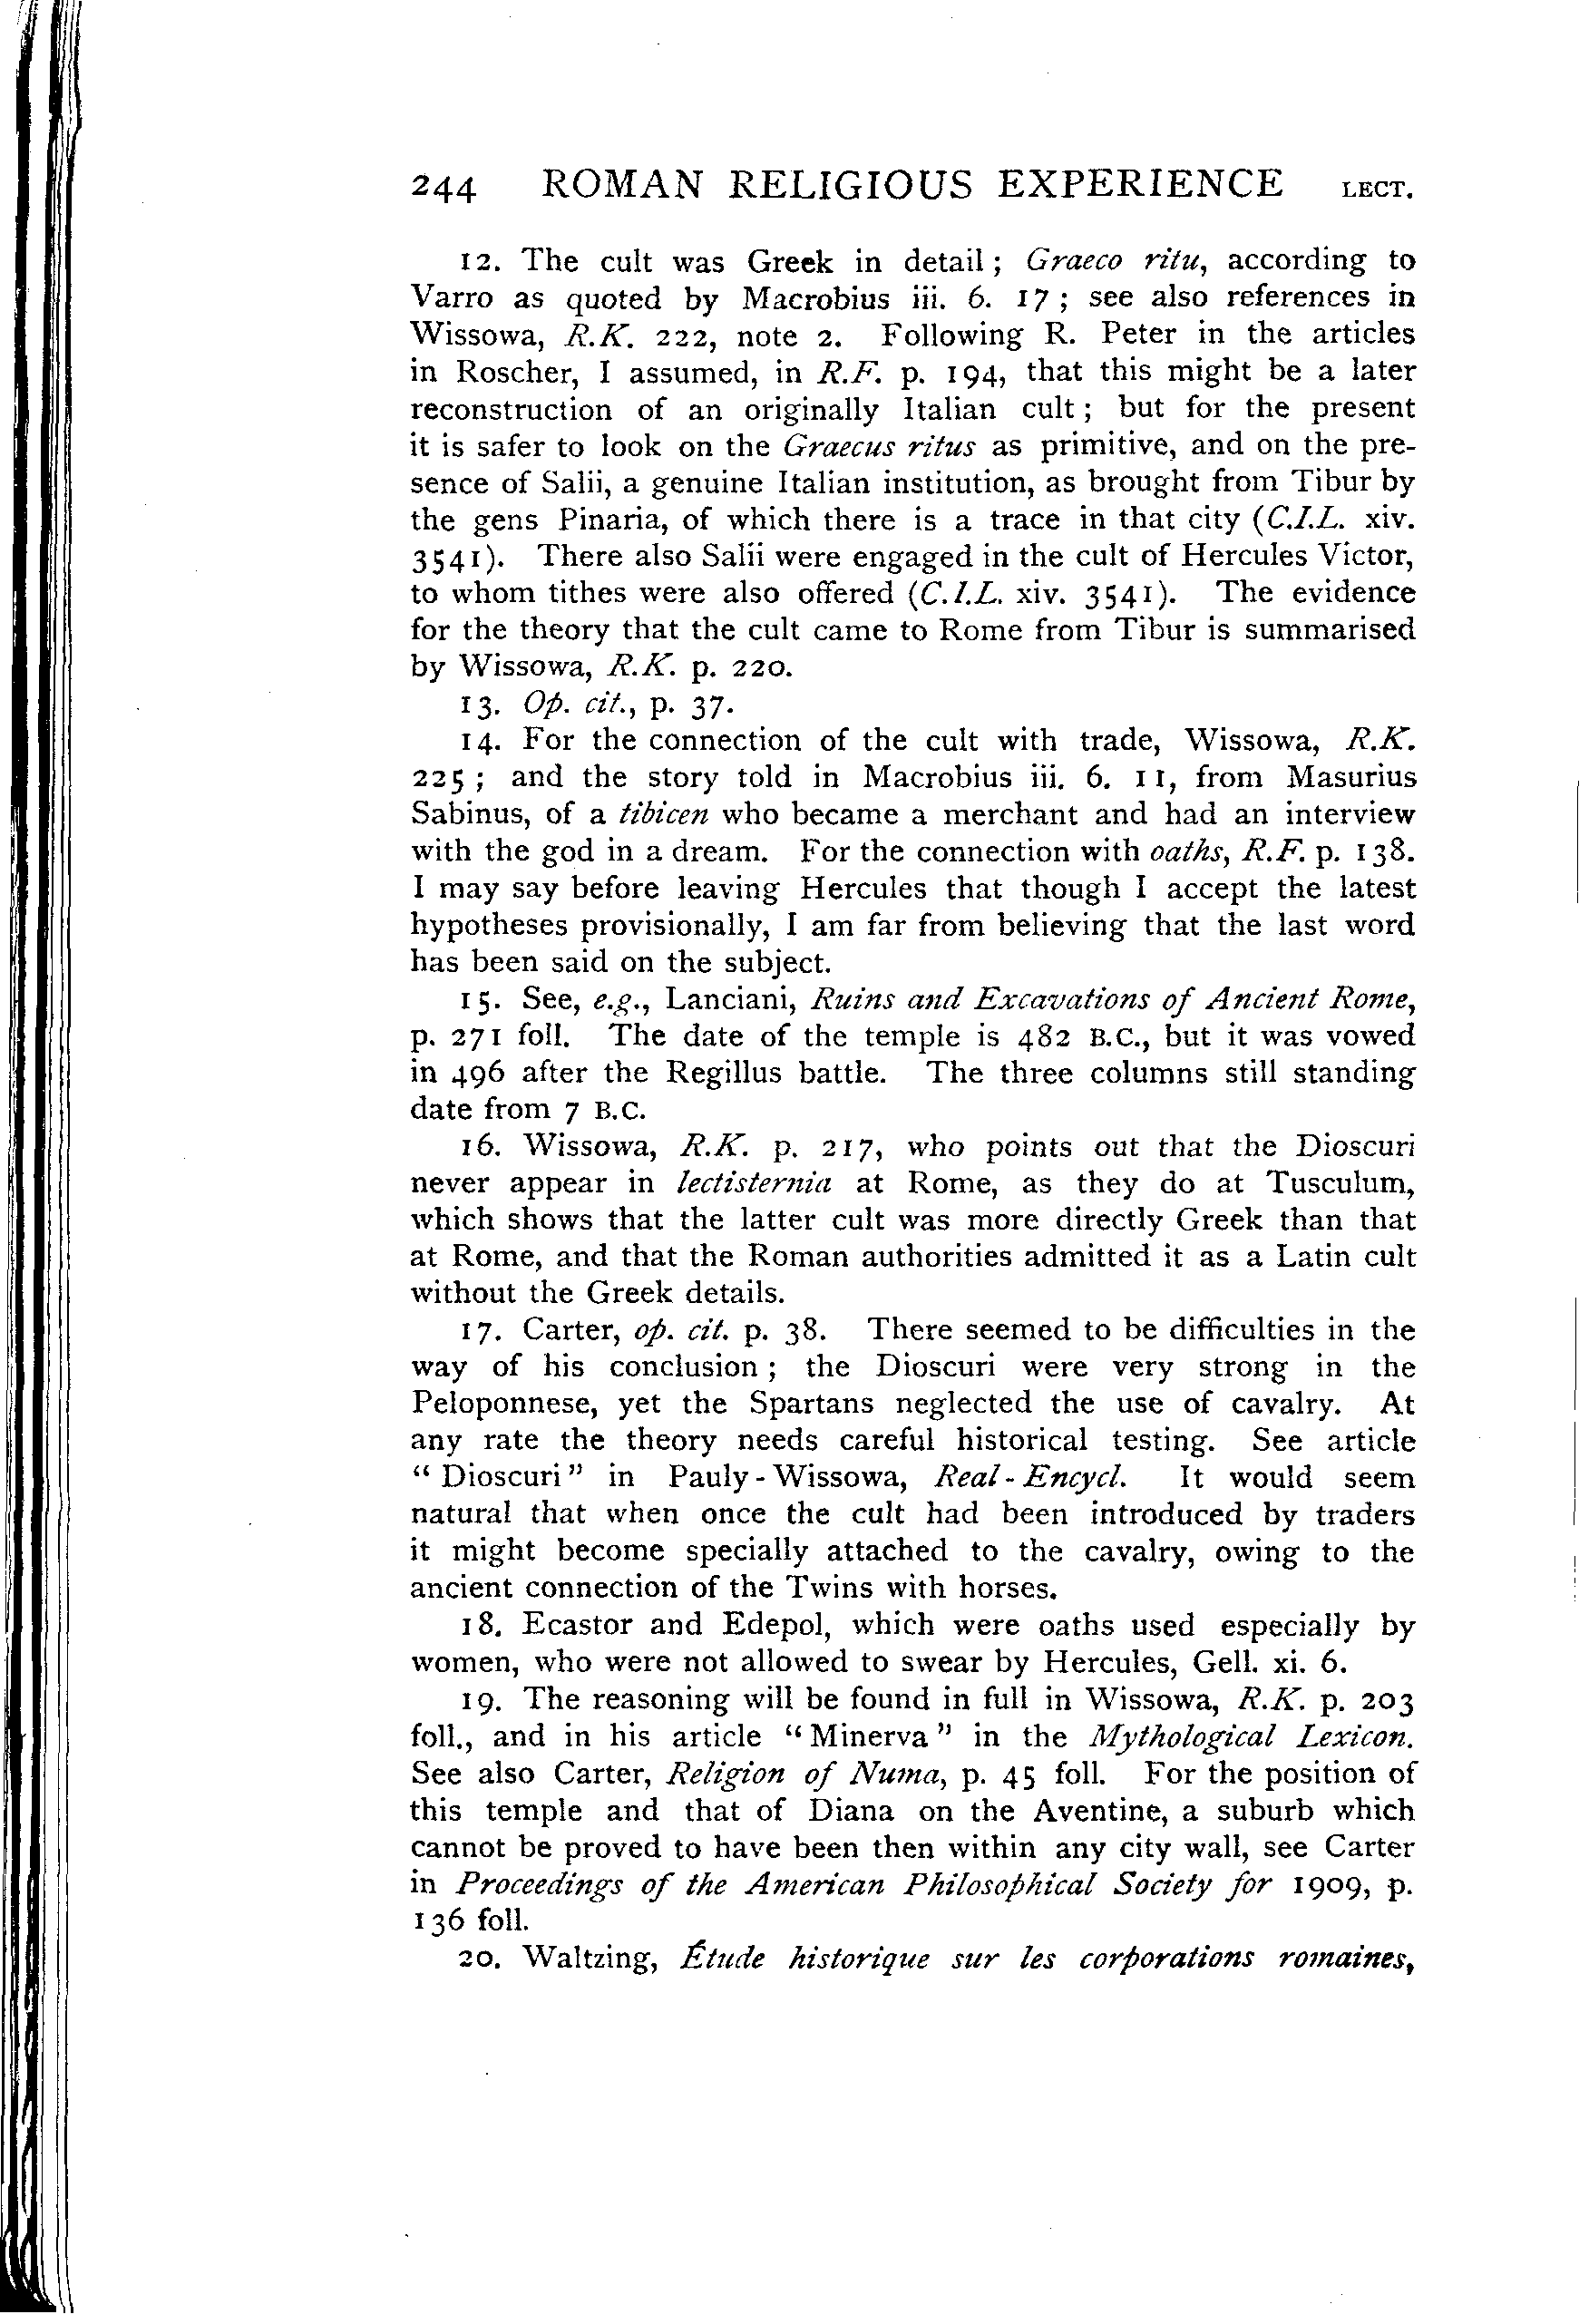 244 ROMAN RELIGIOUS EXPERIENCE LECT.
12. The cult was Greek in detail; Graeco ritu, according to
Varro as quoted by Macrobius iii. 6. 17; see also references in
Wissowa, R.K. 222, note 2. Following R. Peter in the articles
in Roscher, I assumed, in R.F. p. 194, that this might be a later
reconstruction of an originally Italian cult; but for the present
it is safer to look on the Graecus ritus as primitive, and on the pre-
sence of Salii, a genuine Italian institution, as brought from Tibur by
the gens Pinaria, of which there is a trace in that city (C.I.L. xiv.
3541). There also Salii were engaged in the cult of Hercules Victor,
to whom tithes were also offered (C.I.L. xiv. 3541). The evidence
for the theory that the cult came to Rome from Tibur is summarised
by Wissowa, R.K. p. 220.
13. Op. cit., p. 37.
14. For the connection of the cult with trade, Wissowa, R.K.
225; and the story told in Macrobius iii. 6. 11, from Masurius
Sabinus, of a tibicen who became a merchant and had an interview
with the god in a dream. For the connection with oaths, R.F. p. 138.
I may say before leaving Hercules that though I accept the latest
hypotheses provisionally, I am far from believing that the last word
has been said on the subject.
15. See, e.g., Lanciani, Ruins and Excavations of Ancient Rome,
p. 271 foll. The date of the temple is 482 B.C., but it was vowed
in 496 after the Regillus battle. The three columns still standing
date from 7 B.C.
16. Wissowa, R.K. p. 217, who points out that the Dioscuri
never appear in lectisternia at Rome, as they do at Tusculum,
which shows that the latter cult was more directly Greek than that
at Rome, and that the Roman authorities admitted it as a Latin cult
without the Greek details.
17. Carter, op. cit. p. 38. There seemed to be difficulties in the
way of his conclusion; the Dioscuri were very strong in the
Peloponnese, yet the Spartans neglected the use of cavalry. At
any rate the theory needs careful historical testing. See article
"Dioscuri" in Pauly-Wissowa, Real-Encycl. It would seem
natural that when once the cult had been introduced by traders
it might become specially attached to the cavalry, owing to the
ancient connection of the Twins with horses.
18. Ecastor and Edepol, which were oaths used especially by
women, who were not allowed to swear by Hercules, Gell. xi. 6.
19. The reasoning will be found in full in Wissowa, R.K. p. 203
foll., and in his article "Minerva" in the Mythological Lexicon.
See also Carter, Religion of Numa, p. 45 foll. For the position of
this temple and that of Diana on the Aventine, a suburb which
cannot be proved to have been then within any city wall, see Carter
in Proceedings of the American Philosophical Society for 1909, p.
136 foll.
20. Waltzing, Étude historique sur les corporations romaines,